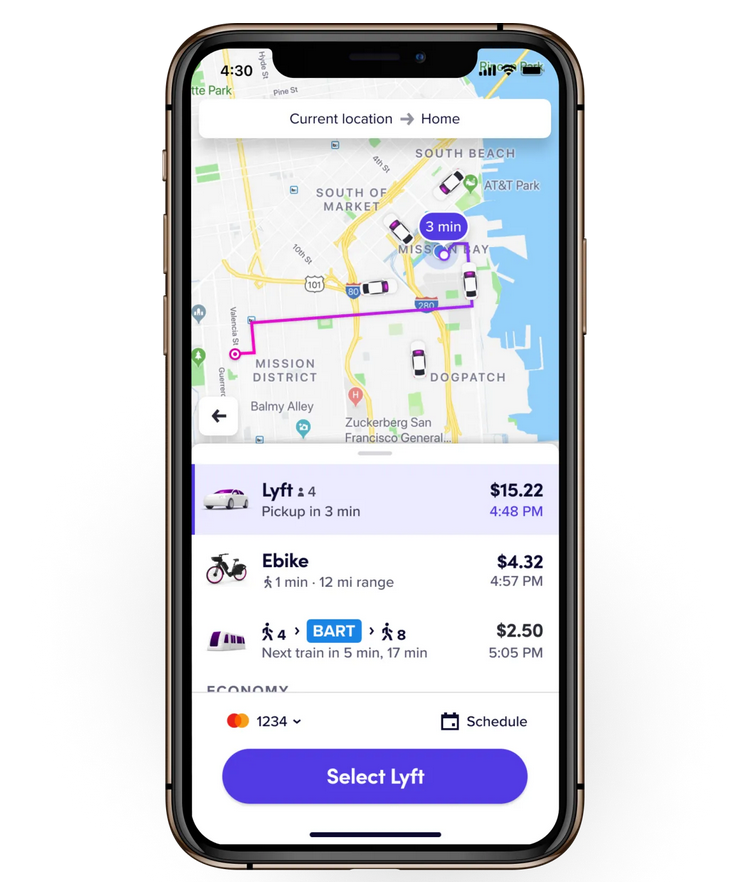 4:30
Hyde St
Rincon Park
tte Park
Pine St
Current location → Home
4th St
SOUTH BEACH
AT&T Park
SOUTH OF
MARKET
3 min
MISSION BAY
10th St
101
80
280
Valencia St
Guerrero
MISSION
DISTRICT
DOGPATCH
Balmy Alley
H
Zuckerberg San
Francisco General...
Lyft 4
$15.22
Pickup in 3 min
4:48 PM
Ebike
$4.32
1 min · 12 mi range
4:57 PM
4 › BART › 8
$2.50
Next train in 5 min, 17 min
5:05 PM
ECONOMY
1234
Schedule
Select Lyft